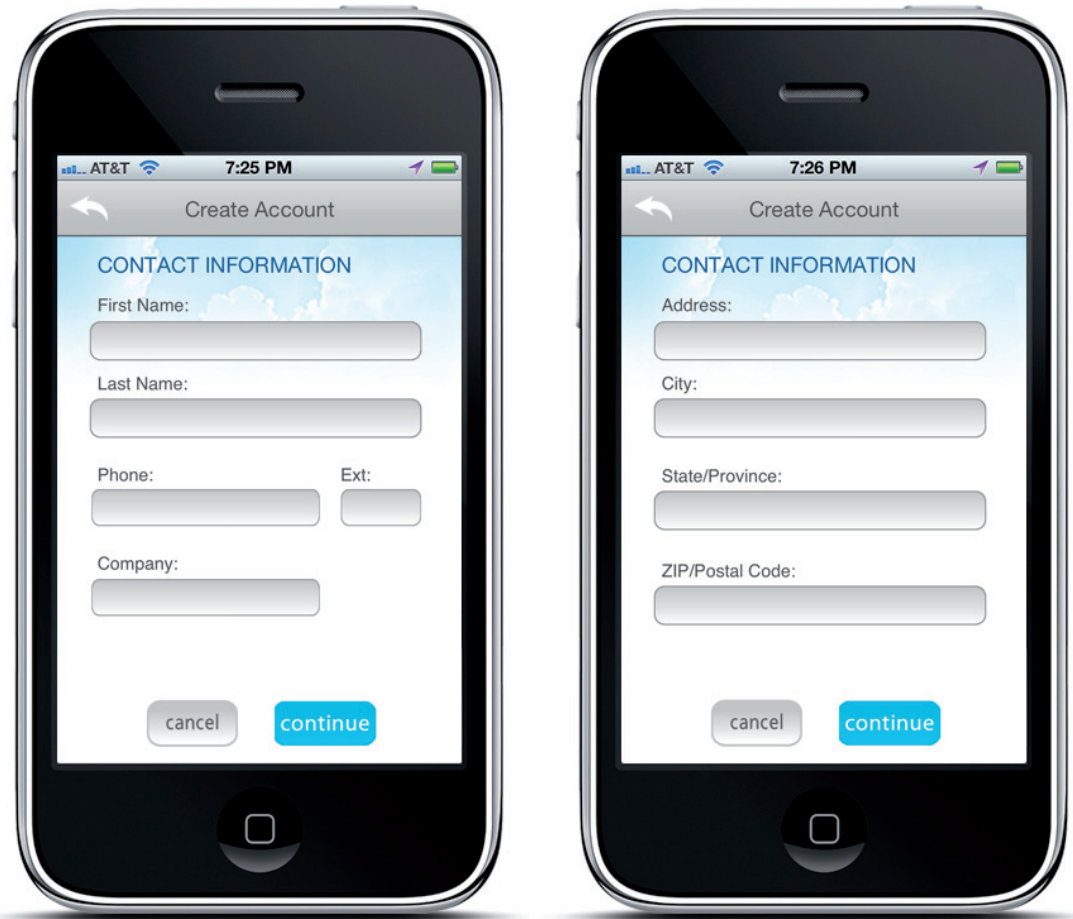 AT&T 7:25 PM
Create Account
CONTACT INFORMATION
First Name:
Last Name:
Phone: Ext:
Company:
cancel continue
AT&T 7:26 PM
Create Account
CONTACT INFORMATION
Address:
City:
State/Province:
ZIP/Postal Code:
cancel continue